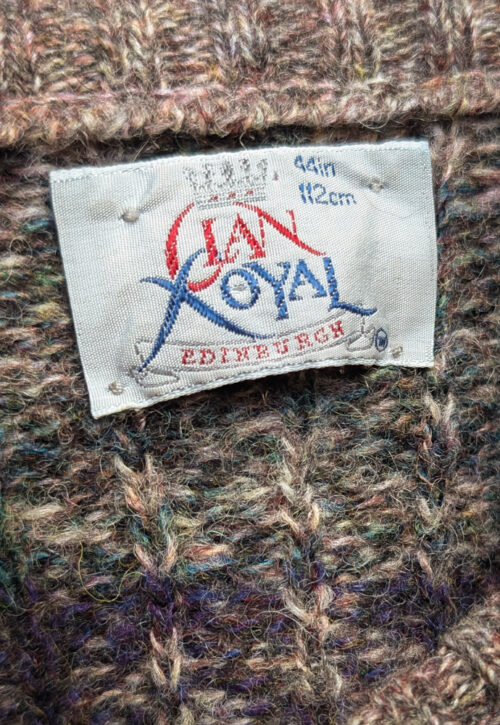 44in
112cm
CLAN
ROYAL
EDINBURGH